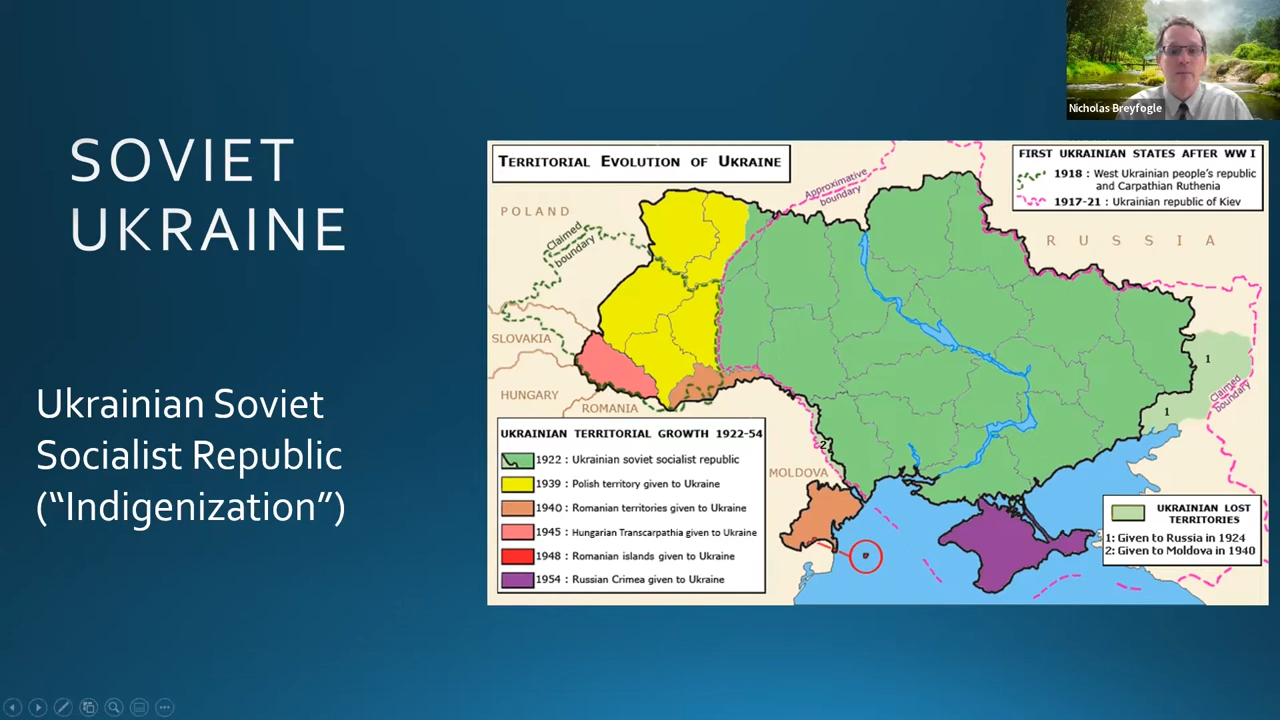 SOVIET
UKRAINE
Ukrainian Soviet
Socialist Republic
(“Indigenization”)
Nicholas Breyfogle
TERRITORIAL EVOLUTION OF UKRAINE
FIRST UKRAINIAN STATES AFTER WW I
1918 : West Ukrainian people's republic
and Carpathian Ruthenia
1917-21 : Ukrainian republic of Kiev
Approximative
boundary
POLAND
Claimed
boundary
RUSSIA
SLOVAKIA
HUNGARY
ROMANIA
MOLDOVA
1
1
2
Claimed
boundary
UKRAINIAN TERRITORIAL GROWTH 1922-54
1922 : Ukrainian soviet socialist republic
1939 : Polish territory given to Ukraine
1940 : Romanian territories given to Ukraine
1945 : Hungarian Transcarpathia given to Ukraine
1948 : Romanian islands given to Ukraine
1954 : Russian Crimea given to Ukraine
UKRAINIAN LOST
TERRITORIES
1: Given to Russia in 1924
2: Given to Moldova in 1940